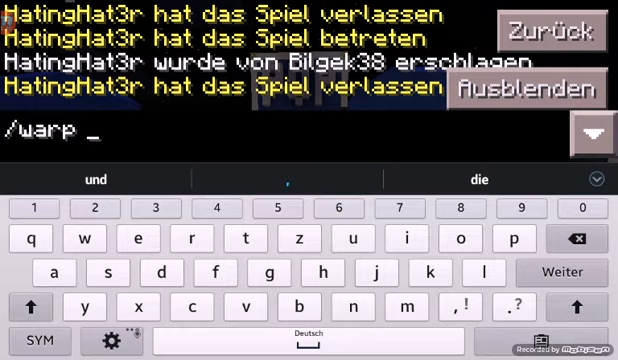 HatingHat3r hat das Spiel verlassen
HatingHat3r hat das Spiel betreten
Zurück
HatingHat3r wurde von Bilgek38 erschlagen
HatingHat3r hat das Spiel verlassen
Ausblenden
/warp _
und , die
1 2 3 4 5 6 7 8 9 0
q w e r t z u i o p
a s d f g h j k l Weiter
y x c v b n m ,! .?
SYM Deutsch
Recorded by Mobizen